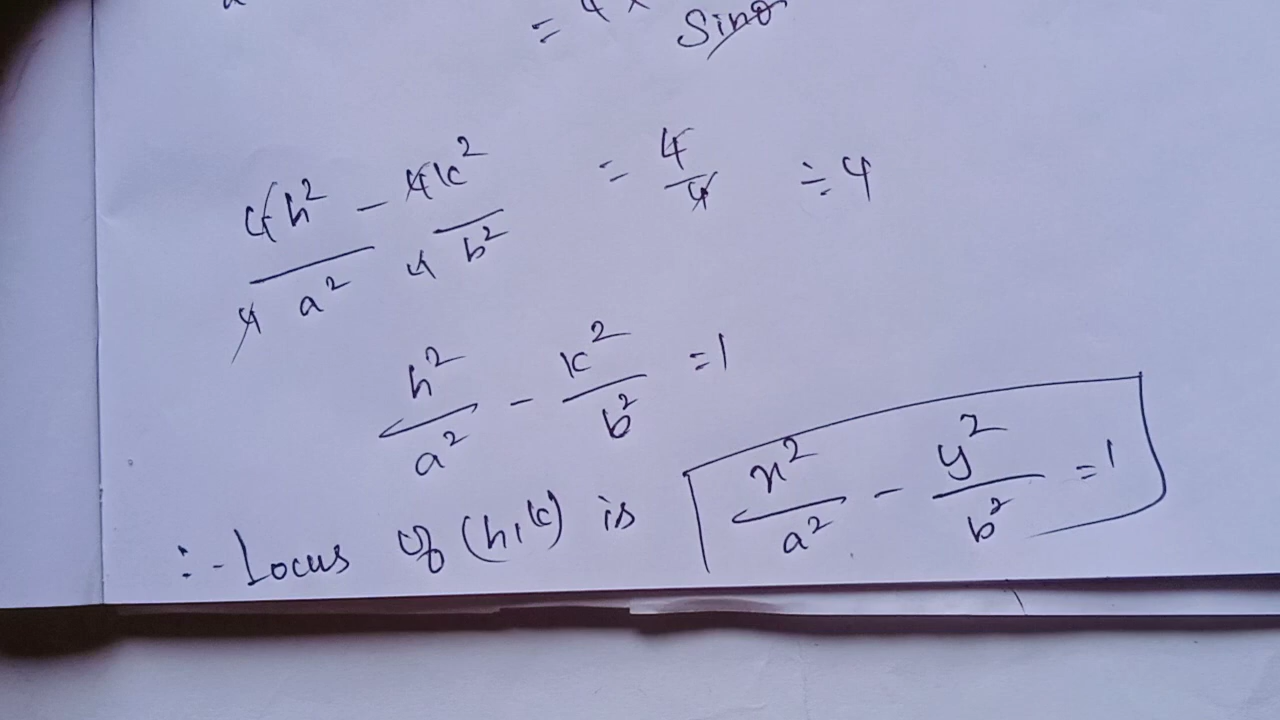 = 4 x
Sinθ
4h² - 4k² = 4 ÷4
4 a² 4 b² 4
h²/a² - k²/b² = 1
∴ - Locus of (h,k) is x²/a² - y²/b² = 1